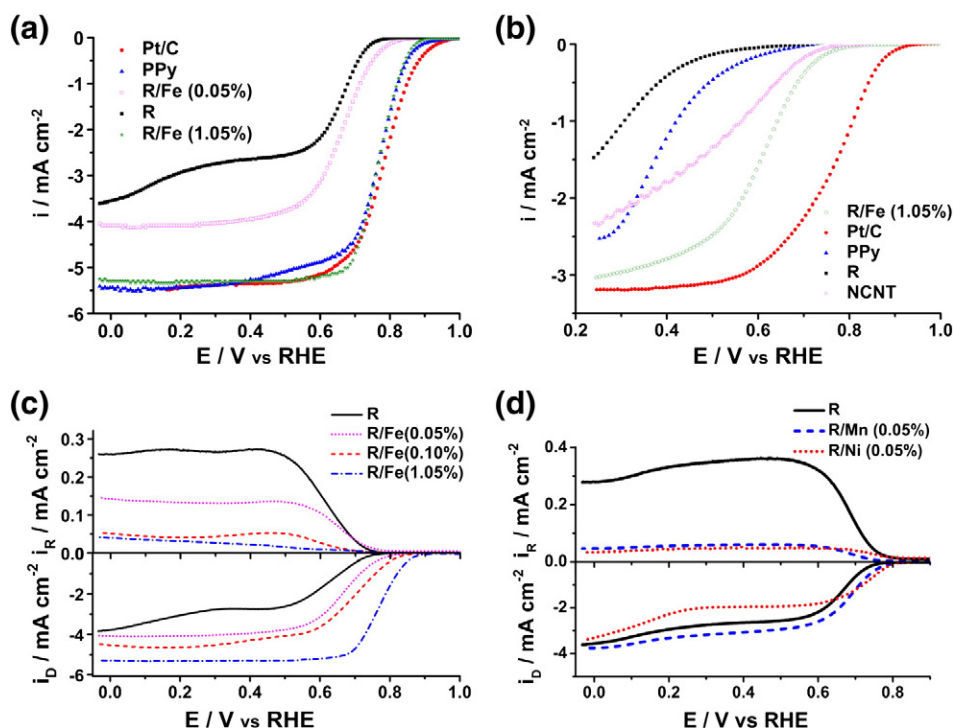 (a)
0
-1
-2
-3
-4
-5
-6
i / mA cm-2
Pt/C
PPy
R/Fe (0.05%)
R
R/Fe (1.05%)
0.0 0.2 0.4 0.6 0.8 1.0
E / V vs RHE
(b)
0
-1
-2
-3
i / mA cm-2
R/Fe (1.05%)
Pt/C
PPy
R
NCNT
0.2 0.4 0.6 0.8 1.0
E / V vs RHE
(c)
0.3
0.2
0.1
0.0
-2
-4
-6
iR / mA cm-2
iD / mA cm-2
R
R/Fe(0.05%)
R/Fe(0.10%)
R/Fe(1.05%)
0.0 0.2 0.4 0.6 0.8 1.0
E / V vs RHE
(d)
0.4
0.2
0.0
-2
-4
iR / mA cm-2
iD / mA cm-2
R
R/Mn (0.05%)
R/Ni (0.05%)
0.0 0.2 0.4 0.6 0.8
E / V vs RHE